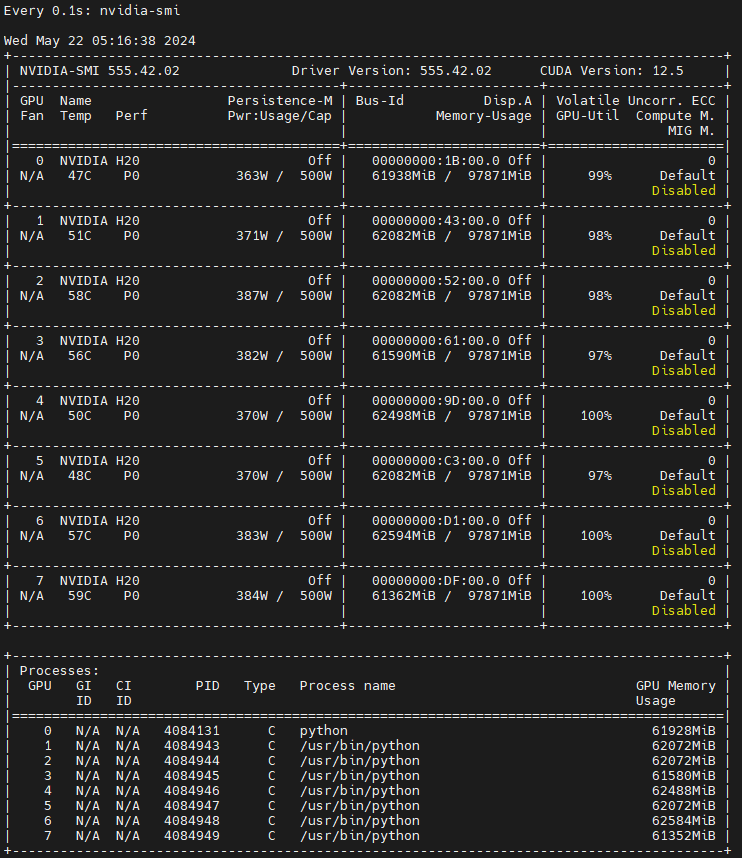 Every 0.1s: nvidia-smi

Wed May 22 05:16:38 2024
+-----------------------------------------------------------------------------------------+
| NVIDIA-SMI 555.42.02              Driver Version: 555.42.02      CUDA Version: 12.5     |
|-----------------------------------------+-------------------------+----------------------+
| GPU  Name                 Persistence-M | Bus-Id          Disp.A | Volatile Uncorr. ECC |
| Fan  Temp   Perf          Pwr:Usage/Cap |           Memory-Usage | GPU-Util  Compute M. |
|                                         |                        |               MIG M. |
|=========================================+========================+======================|
|   0  NVIDIA H20                     Off |   00000000:1B:00.0 Off |                    0 |
| N/A   47C    P0             363W /  500W |   61938MiB /  97871MiB |     99%      Default |
|                                         |                        |             Disabled |
+-----------------------------------------+------------------------+----------------------+
|   1  NVIDIA H20                     Off |   00000000:43:00.0 Off |                    0 |
| N/A   51C    P0             371W /  500W |   62082MiB /  97871MiB |     98%      Default |
|                                         |                        |             Disabled |
+-----------------------------------------+------------------------+----------------------+
|   2  NVIDIA H20                     Off |   00000000:52:00.0 Off |                    0 |
| N/A   58C    P0             387W /  500W |   62082MiB /  97871MiB |     98%      Default |
|                                         |                        |             Disabled |
+-----------------------------------------+------------------------+----------------------+
|   3  NVIDIA H20                     Off |   00000000:61:00.0 Off |                    0 |
| N/A   56C    P0             382W /  500W |   61590MiB /  97871MiB |     97%      Default |
|                                         |                        |             Disabled |
+-----------------------------------------+------------------------+----------------------+
|   4  NVIDIA H20                     Off |   00000000:9D:00.0 Off |                    0 |
| N/A   50C    P0             370W /  500W |   62498MiB /  97871MiB |    100%      Default |
|                                         |                        |             Disabled |
+-----------------------------------------+------------------------+----------------------+
|   5  NVIDIA H20                     Off |   00000000:C3:00.0 Off |                    0 |
| N/A   48C    P0             370W /  500W |   62082MiB /  97871MiB |     97%      Default |
|                                         |                        |             Disabled |
+-----------------------------------------+------------------------+----------------------+
|   6  NVIDIA H20                     Off |   00000000:D1:00.0 Off |                    0 |
| N/A   57C    P0             383W /  500W |   62594MiB /  97871MiB |    100%      Default |
|                                         |                        |             Disabled |
+-----------------------------------------+------------------------+----------------------+
|   7  NVIDIA H20                     Off |   00000000:DF:00.0 Off |                    0 |
| N/A   59C    P0             384W /  500W |   61362MiB /  97871MiB |    100%      Default |
|                                         |                        |             Disabled |
+-----------------------------------------+------------------------+----------------------+

+-----------------------------------------------------------------------------------------+
| Processes:                                                                              |
|  GPU   GI   CI        PID   Type   Process name                              GPU Memory |
|        ID   ID                                                               Usage      |
|=========================================================================================|
|    0   N/A  N/A   4084131      C   python                                      61928MiB |
|    1   N/A  N/A   4084943      C   /usr/bin/python                             62072MiB |
|    2   N/A  N/A   4084944      C   /usr/bin/python                             62072MiB |
|    3   N/A  N/A   4084945      C   /usr/bin/python                             61580MiB |
|    4   N/A  N/A   4084946      C   /usr/bin/python                             62488MiB |
|    5   N/A  N/A   4084947      C   /usr/bin/python                             62072MiB |
|    6   N/A  N/A   4084948      C   /usr/bin/python                             62584MiB |
|    7   N/A  N/A   4084949      C   /usr/bin/python                             61352MiB |
+-----------------------------------------------------------------------------------------+